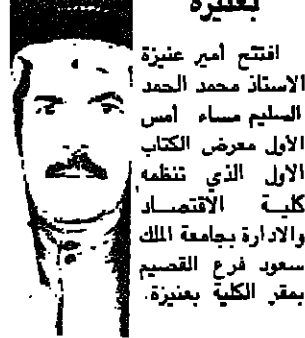 بعنيزة
افتتح أمير عنيزة
الاستاذ محمد الحمد
السليم مساء أمس
الأول معرض الكتاب
الاول الذي تنظمه
كلية الاقتصاد
والادارة بجامعة الملك
سعود فرع القصيم
بمقر الكلية بعنيزة.